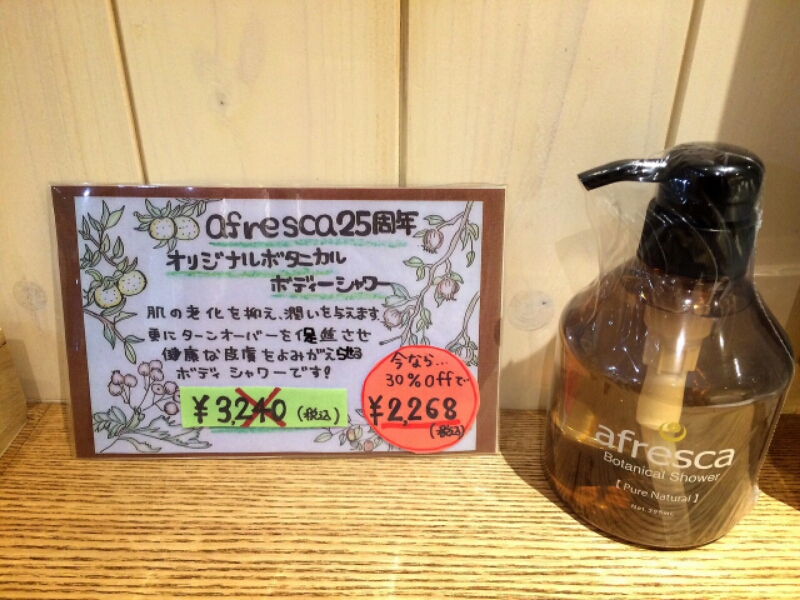 afresca25周年
オリジナルボタニカル
ボディーシャワー
肌の老化を抑え、潤いを与えます。
更にターンオーバーを促進させ
健康な皮膚をよみがえらせる
ボディシャワーです!
¥3,240(税込)
今なら...
30%Offで
¥2,268
(税込)
afresca
Botanical Shower
【Pure Natural】
Net.